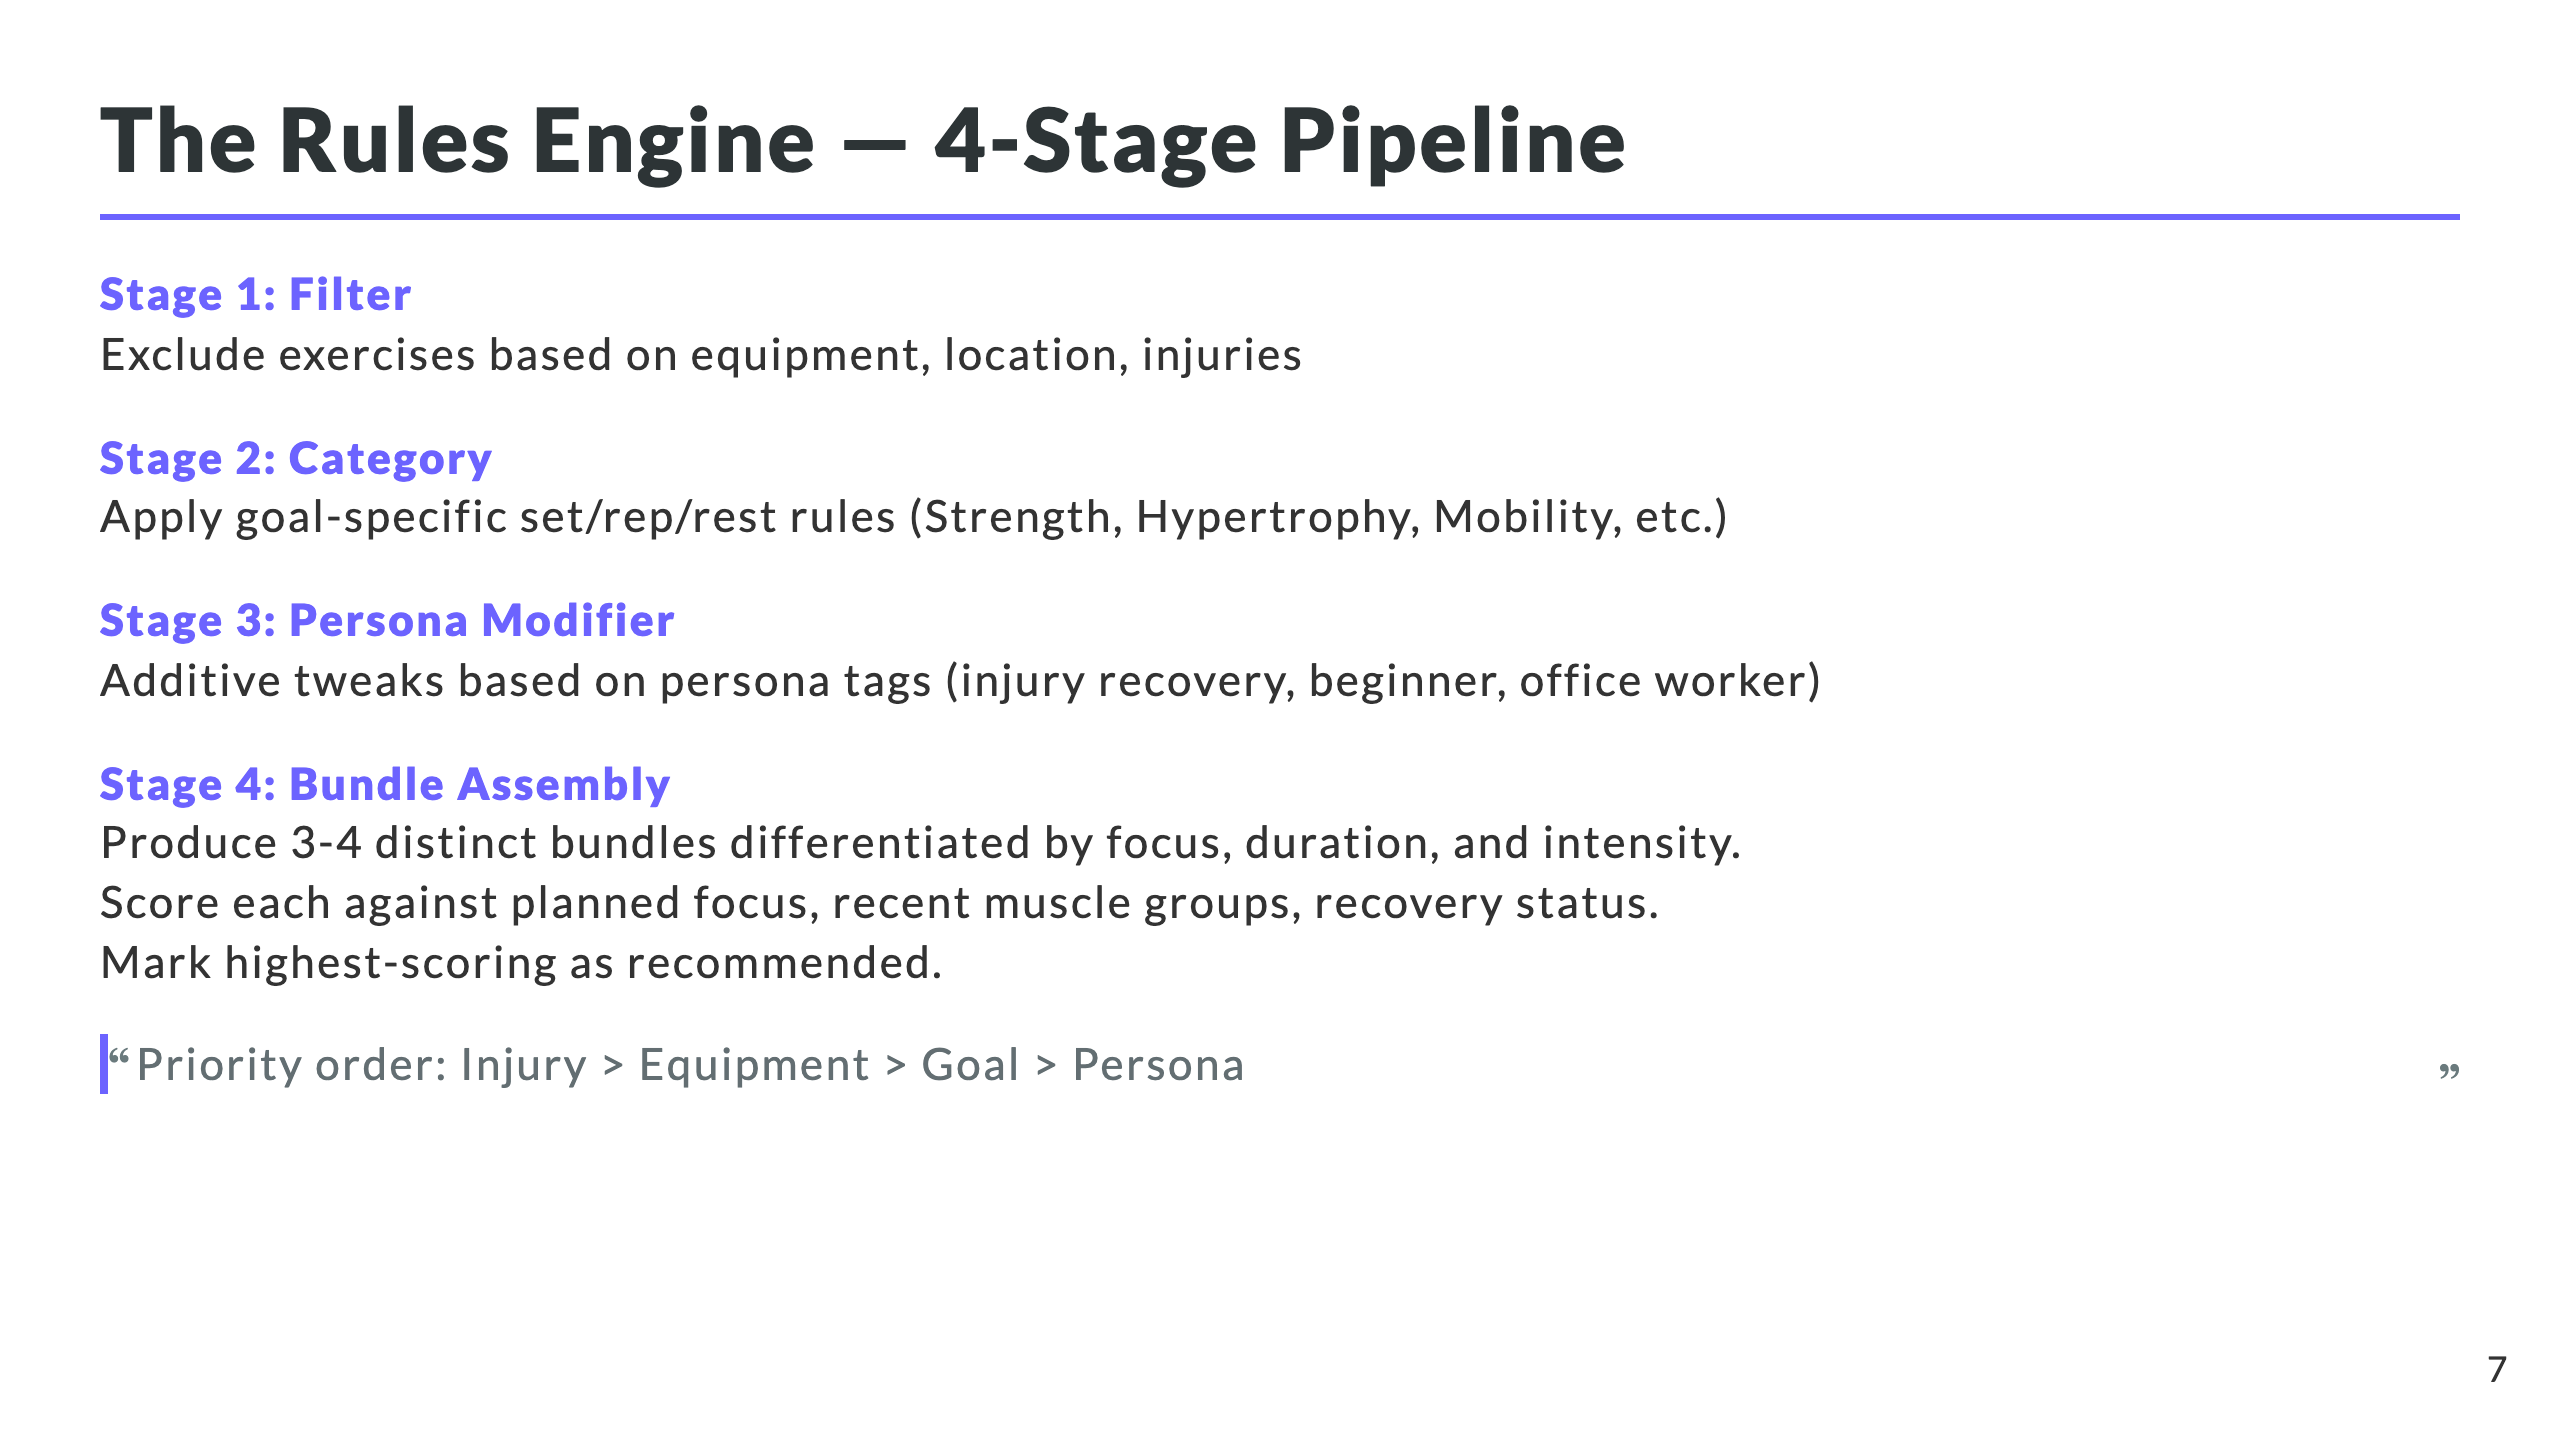 The Rules Engine — 4-Stage Pipeline
Stage 1: Filter
Exclude exercises based on equipment, location, injuries
Stage 2: Category
Apply goal-specific set/rep/rest rules (Strength, Hypertrophy, Mobility, etc.)
Stage 3: Persona Modifier
Additive tweaks based on persona tags (injury recovery, beginner, office worker)
Stage 4: Bundle Assembly
Produce 3-4 distinct bundles differentiated by focus, duration, and intensity.
Score each against planned focus, recent muscle groups, recovery status.
Mark highest-scoring as recommended.
“Priority order: Injury > Equipment > Goal > Persona ”
7